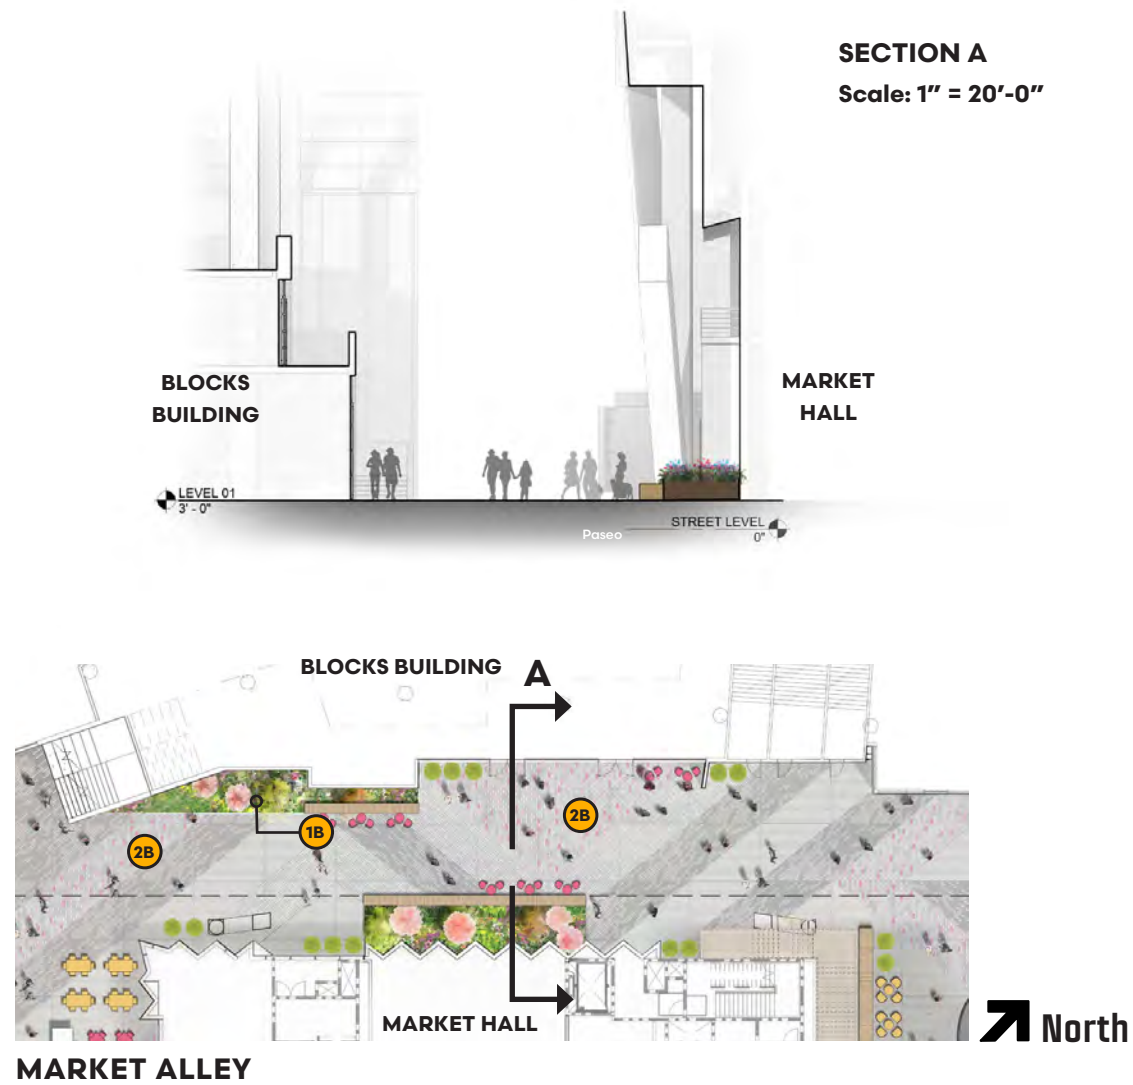 SECTION A
Scale: 1” = 20’-0”
BLOCKS
BUILDING
MARKET
HALL
LEVEL 01
3' - 0"
STREET LEVEL
0"
Paseo
BLOCKS BUILDING
A
2B
1B
2B
MARKET HALL
North
MARKET ALLEY